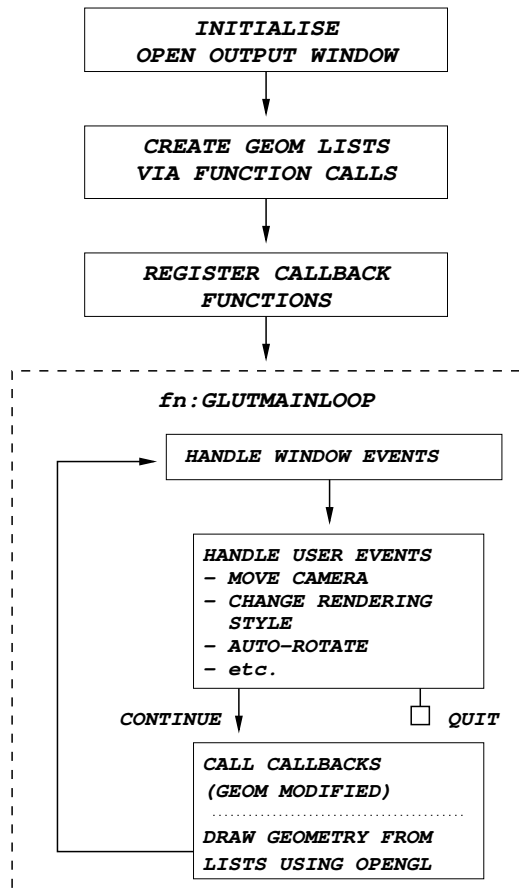 INITIALISE
OPEN OUTPUT WINDOW
CREATE GEOM LISTS
VIA FUNCTION CALLS
REGISTER CALLBACK
FUNCTIONS
fn:GLUTMAINLOOP
HANDLE WINDOW EVENTS
HANDLE USER EVENTS
– MOVE CAMERA
– CHANGE RENDERING
STYLE
– AUTO–ROTATE
– etc.
CONTINUE
QUIT
CALL CALLBACKS
(GEOM MODIFIED)
DRAW GEOMETRY FROM
LISTS USING OPENGL